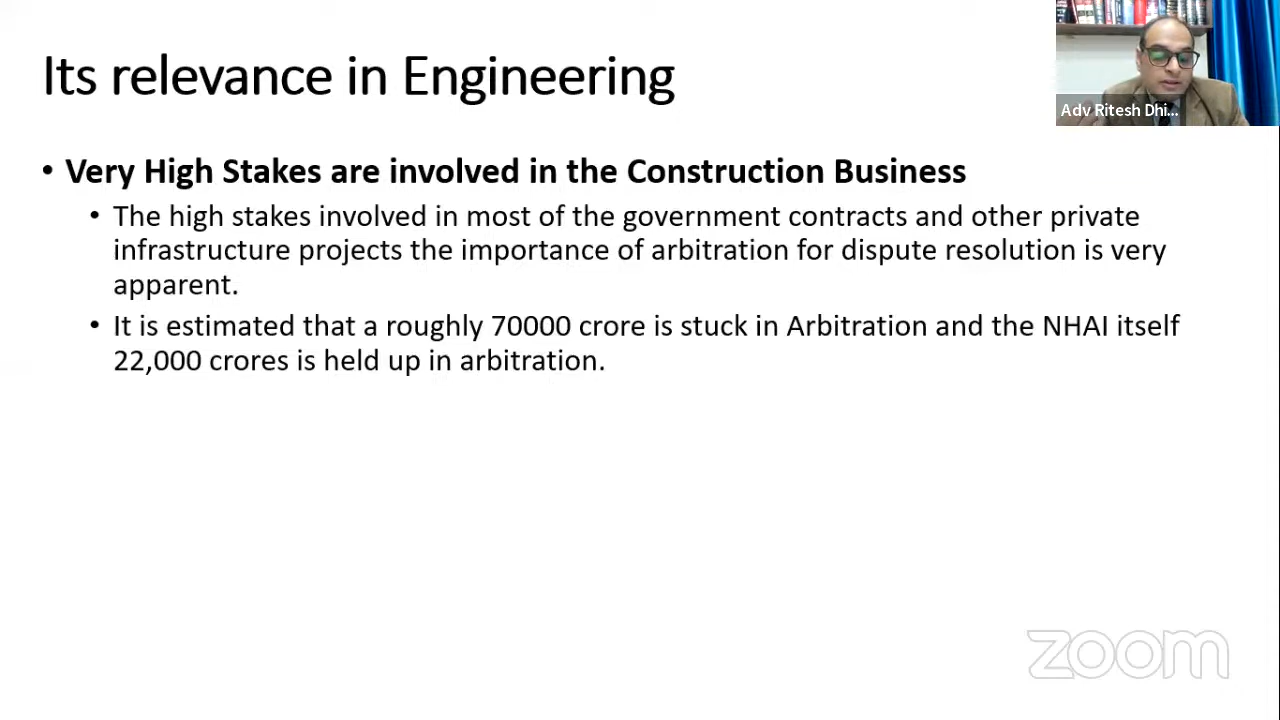 Its relevance in Engineering
Adv Ritesh Dhi...
• Very High Stakes are involved in the Construction Business
• The high stakes involved in most of the government contracts and other private
infrastructure projects the importance of arbitration for dispute resolution is very
apparent.
• It is estimated that a roughly 70000 crore is stuck in Arbitration and the NHAI itself
22,000 crores is held up in arbitration.
zoom